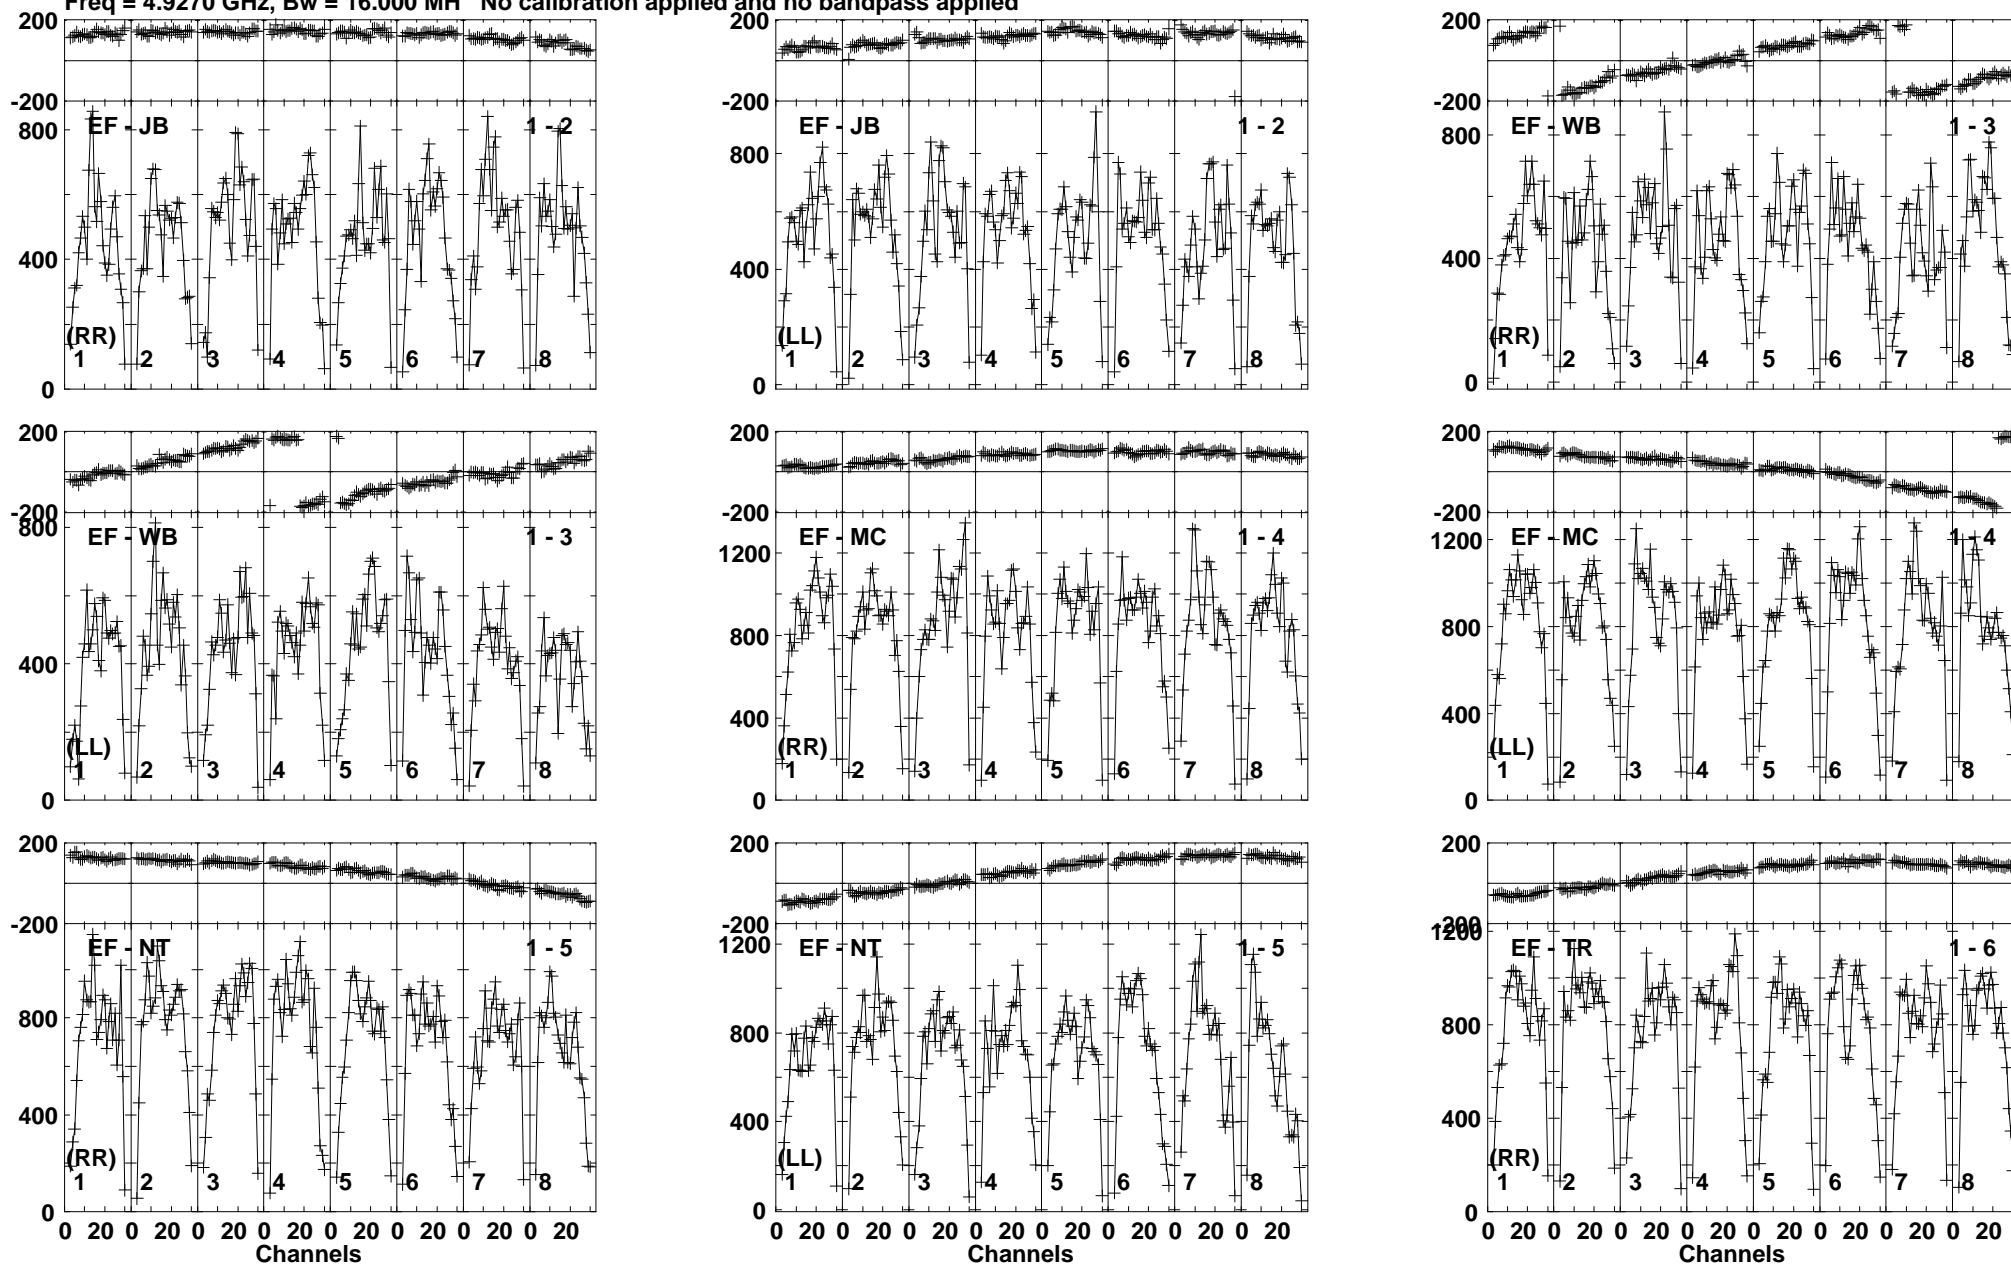 Freq = 4.9270 GHz, Bw = 16.000 MH No calibration applied and no bandpass applied
200 200 200
-200 -200 -200
800 EF - JB 1 - 2 800 EF - JB 1 - 2 800 EF - WB 1 - 3
400 400 400
(RR) (LL) (RR)
1 2 3 4 5 6 7 8 1 2 3 4 5 6 7 8 1 2 3 4 5 6 7 8
0 0 0
200 200 200
-200 -200 -200
800 EF - WB 1 - 3 1200 EF - MC 1 - 4 1200 EF - MC 1 - 4
400 800 800
400 400
(LL) (RR) (LL)
1 2 3 4 5 6 7 8 1 2 3 4 5 6 7 8 1 2 3 4 5 6 7 8
0 0 0
200 200 200
-200 -200 -200
EF - NT 1 - 5 1200 EF - NT 1 - 5 1200 EF - TR 1 - 6
800 800 800
400 400 400
(RR) (LL) (RR)
1 2 3 4 5 6 7 8 1 2 3 4 5 6 7 8 1 2 3 4 5 6 7 8
0 0 0
0 20 0 20 0 20 0 20 0 20 0 20 0 20 0 20 0 20 0 20 0 20 0 20 0 20 0 20 0 20 0 20 0 20 0 20 0 20 0 20 0 20 0 20 0 20 0 20
Channels Channels Channels